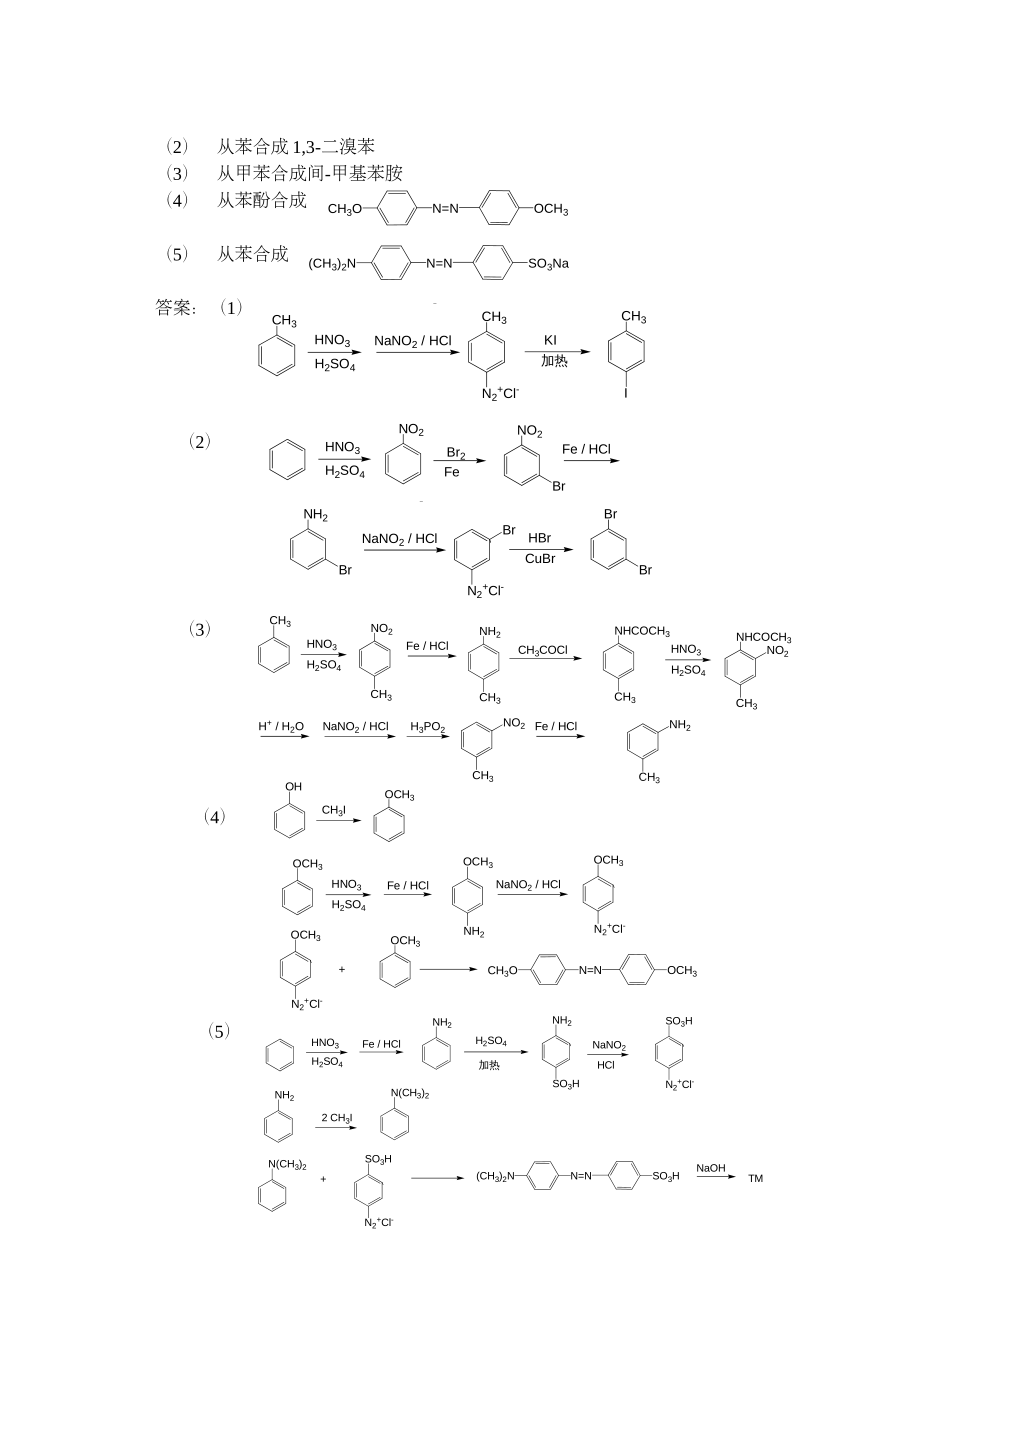 （2） 从苯合成 1,3-二溴苯
（3） 从甲苯合成间-甲基苯胺
（4） 从苯酚合成 CH3O N=N OCH3
（5） 从苯合成 (CH3)2N N=N SO3Na
答案: （1）
CH3 HNO3 H2SO4 NaNO2 / HCl CH3 N2+Cl- KI 加热 CH3 I
（2） HNO3 H2SO4 NO2 Br2 Fe NO2 Br Fe / HCl
NH2 Br NaNO2 / HCl Br N2+Cl- HBr CuBr Br Br
（3） CH3 HNO3 H2SO4 NO2 CH3 Fe / HCl NH2 CH3 CH3COCl NHCOCH3 CH3 HNO3 H2SO4 NHCOCH3 NO2 CH3
H+ / H2O NaNO2 / HCl H3PO2 NO2 CH3 Fe / HCl NH2 CH3
（4） OH CH3I OCH3
OCH3 HNO3 H2SO4 Fe / HCl OCH3 NH2 NaNO2 / HCl OCH3 N2+Cl-
OCH3 N2+Cl- + OCH3 CH3O N=N OCH3
（5） HNO3 H2SO4 Fe / HCl NH2 H2SO4 加热 NH2 SO3H NaNO2 HCl SO3H N2+Cl-
NH2 2 CH3I N(CH3)2
N(CH3)2 + SO3H N2+Cl- (CH3)2N N=N SO3H NaOH TM